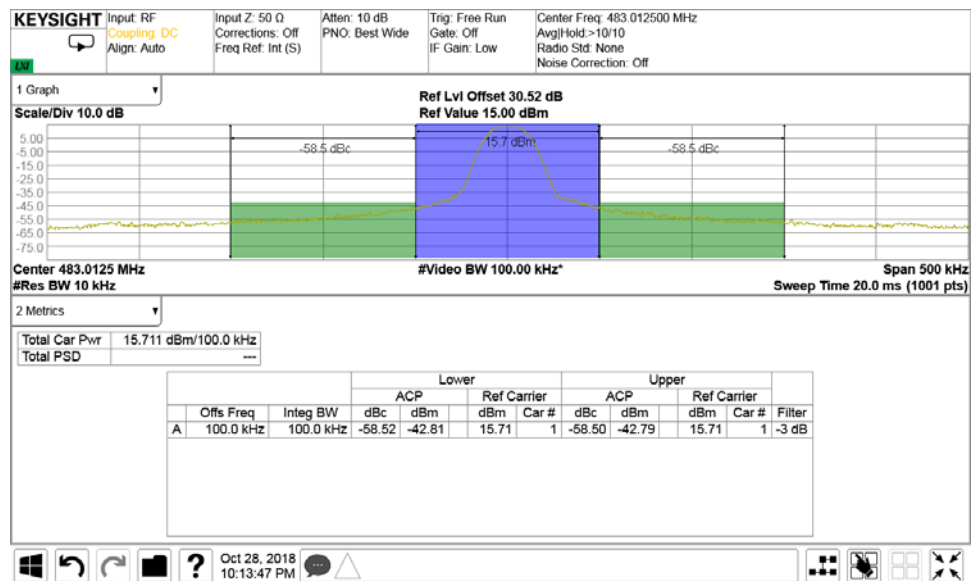 KEYSIGHT
Input: RF
Coupling: DC
Align: Auto
Input Z: 50 Ω
Corrections: Off
Freq Ref: Int (S)
Atten: 10 dB
PNO: Best Wide
Trig: Free Run
Gate: Off
IF Gain: Low
Center Freq: 483.012500 MHz
Avg|Hold:>10/10
Radio Std: None
Noise Correction: Off
LXI
1 Graph
Scale/Div 10.0 dB
Ref Lvl Offset 30.52 dB
Ref Value 15.00 dBm
5.00
-5.00
-15.0
-25.0
-35.0
-45.0
-55.0
-65.0
-75.0
-58.5 dBc
15.7 dBm
-58.5 dBc
Center 483.0125 MHz
#Video BW 100.00 kHz*
Span 500 kHz
#Res BW 10 kHz
Sweep Time 20.0 ms (1001 pts)
2 Metrics
Total Car Pwr 15.711 dBm/100.0 kHz
Total PSD ---
Lower Upper
ACP Ref Carrier ACP Ref Carrier
Offs Freq Integ BW dBc dBm dBm Car # dBc dBm dBm Car # Filter
A 100.0 kHz 100.0 kHz -58.52 -42.81 15.71 1 -58.50 -42.79 15.71 1 -3 dB
?
Oct 28, 2018
10:13:47 PM